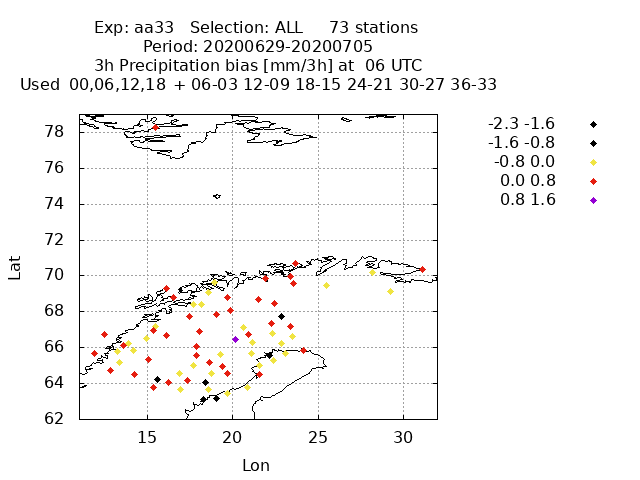 Exp: aa33 Selection: ALL 73 stations
Period: 20200629-20200705
3h Precipitation bias [mm/3h] at 06 UTC
Used 00,06,12,18 + 06-03 12-09 18-15 24-21 30-27 36-33
-2.3 -1.6
-1.6 -0.8
-0.8 0.0
0.0 0.8
0.8 1.6
78
76
74
72
70
68
66
64
62
Lat
15 20 25 30
Lon